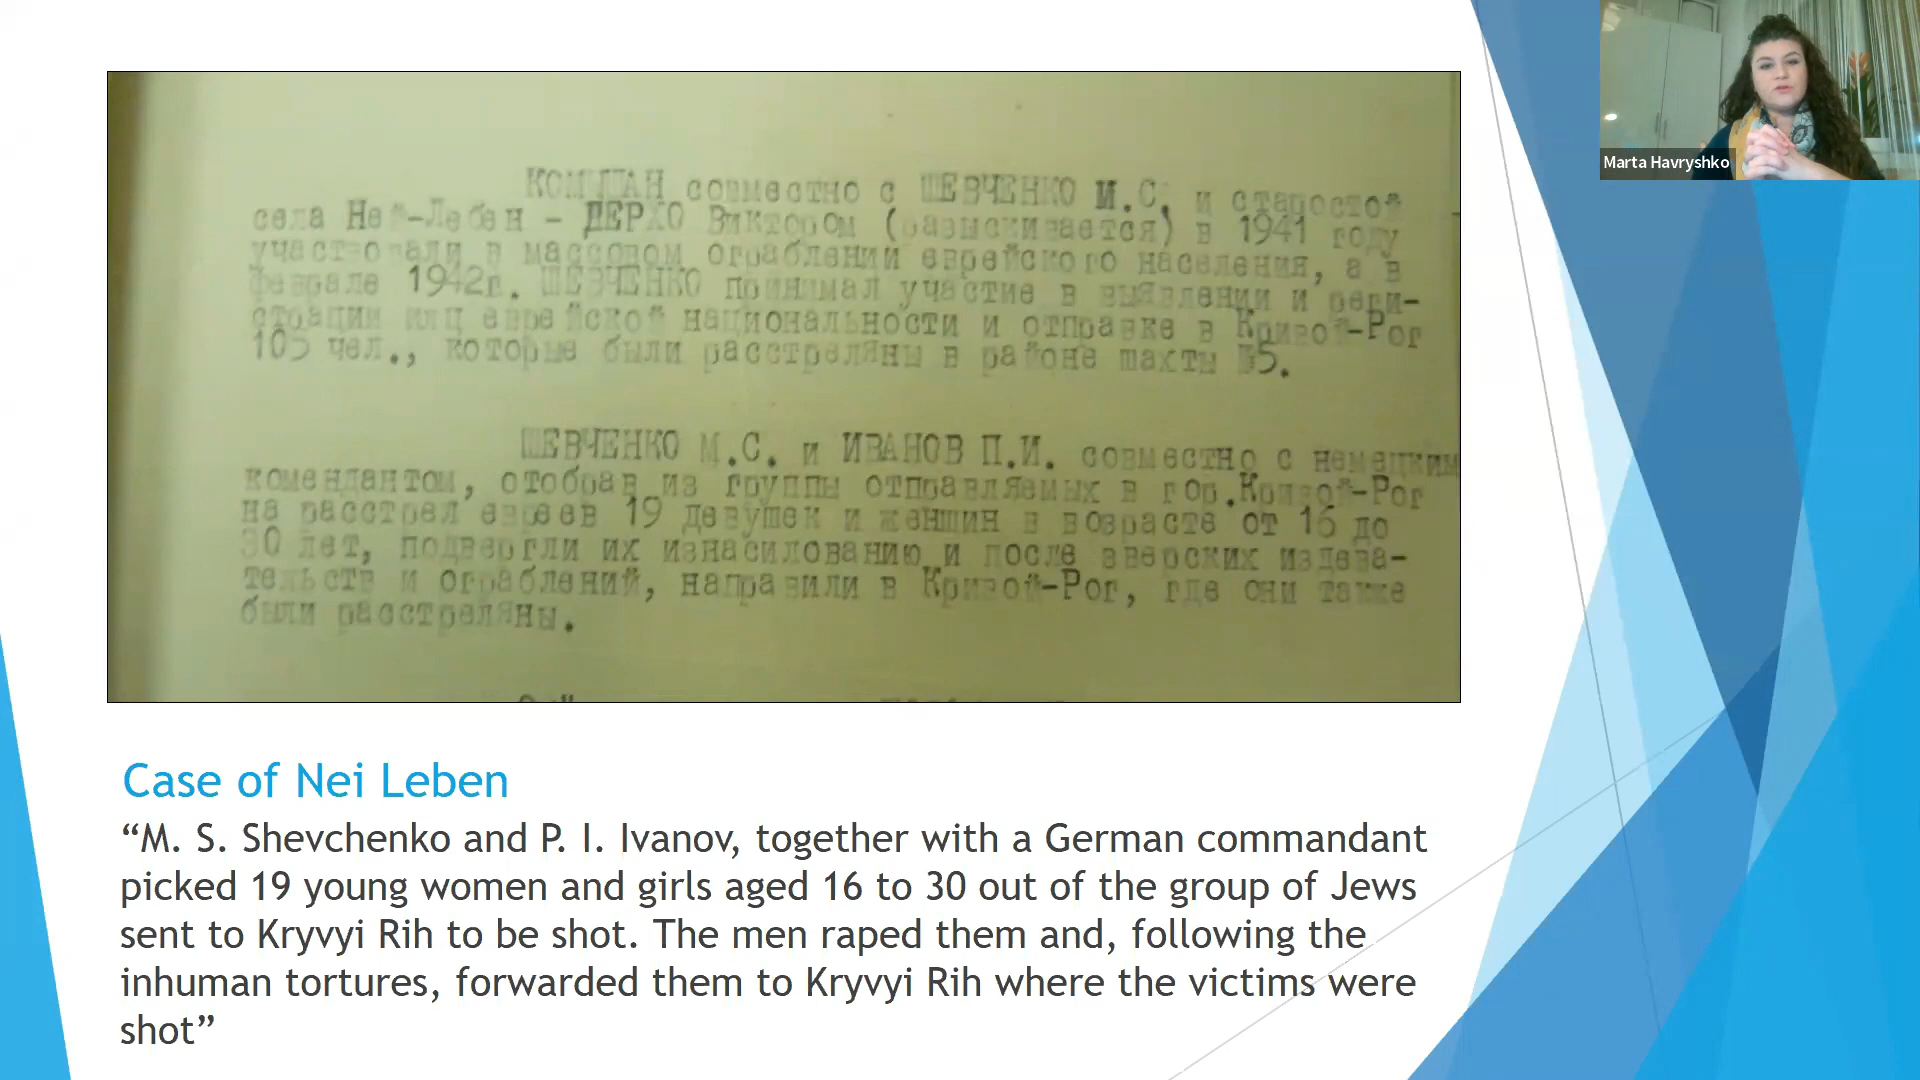 Marta Havryshko
КОМПАН совместно с ШЕВЧЕНКО М.С. и старостой
села Ней-Лебен - ДЕРХО Виктором (разыскивается) в 1941 году
участвовали в массовом ограблении еврейского населения, а в
феврале 1942г. ШЕВЧЕНКО принимал участие в выявлении и реги-
страции лиц еврейской национальности и отправке в Кривой-Рог
105 чел., которые были расстреляны в районе шахты №5.
ШЕВЧЕНКО М.С. и ИВАНОВ П.И. совместно с немецким
комендантом, отобрав из группы отправляемых в гор.Кривой-Рог
на расстрел евреев 19 девушек и женщин в возрасте от 16 до
30 лет, подвергли их изнасилованию и после зверских издева-
тельств и ограблений, направили в Кривой-Рог, где они также
были расстреляны.
Case of Nei Leben
“M. S. Shevchenko and P. I. Ivanov, together with a German commandant
picked 19 young women and girls aged 16 to 30 out of the group of Jews
sent to Kryvyi Rih to be shot. The men raped them and, following the
inhuman tortures, forwarded them to Kryvyi Rih where the victims were
shot”